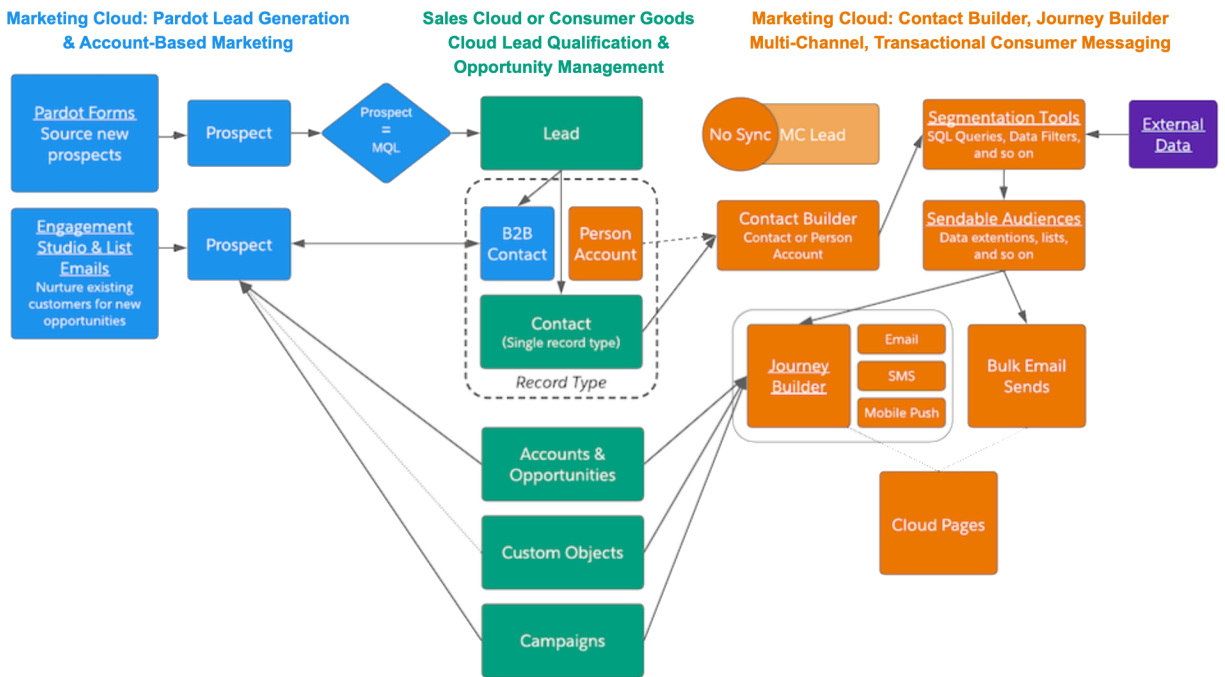 Marketing Cloud: Pardot Lead Generation
& Account-Based Marketing
Sales Cloud or Consumer Goods
Cloud Lead Qualification &
Opportunity Management
Marketing Cloud: Contact Builder, Journey Builder
Multi-Channel, Transactional Consumer Messaging
Pardot Forms
Source new
prospects
Prospect
Prospect
=
MQL
Lead
No Sync
MC Lead
Segmentation Tools
SQL Queries, Data Filters,
and so on
External
Data
Engagement
Studio & List
Emails
Nurture existing
customers for new
opportunities
Prospect
B2B
Contact
Person
Account
Contact
(Single record type)
Record Type
Contact Builder
Contact or Person
Account
Sendable Audiences
Data extentions, lists,
and so on
Journey
Builder
Email
SMS
Mobile Push
Bulk Email
Sends
Accounts &
Opportunities
Custom Objects
Campaigns
Cloud Pages